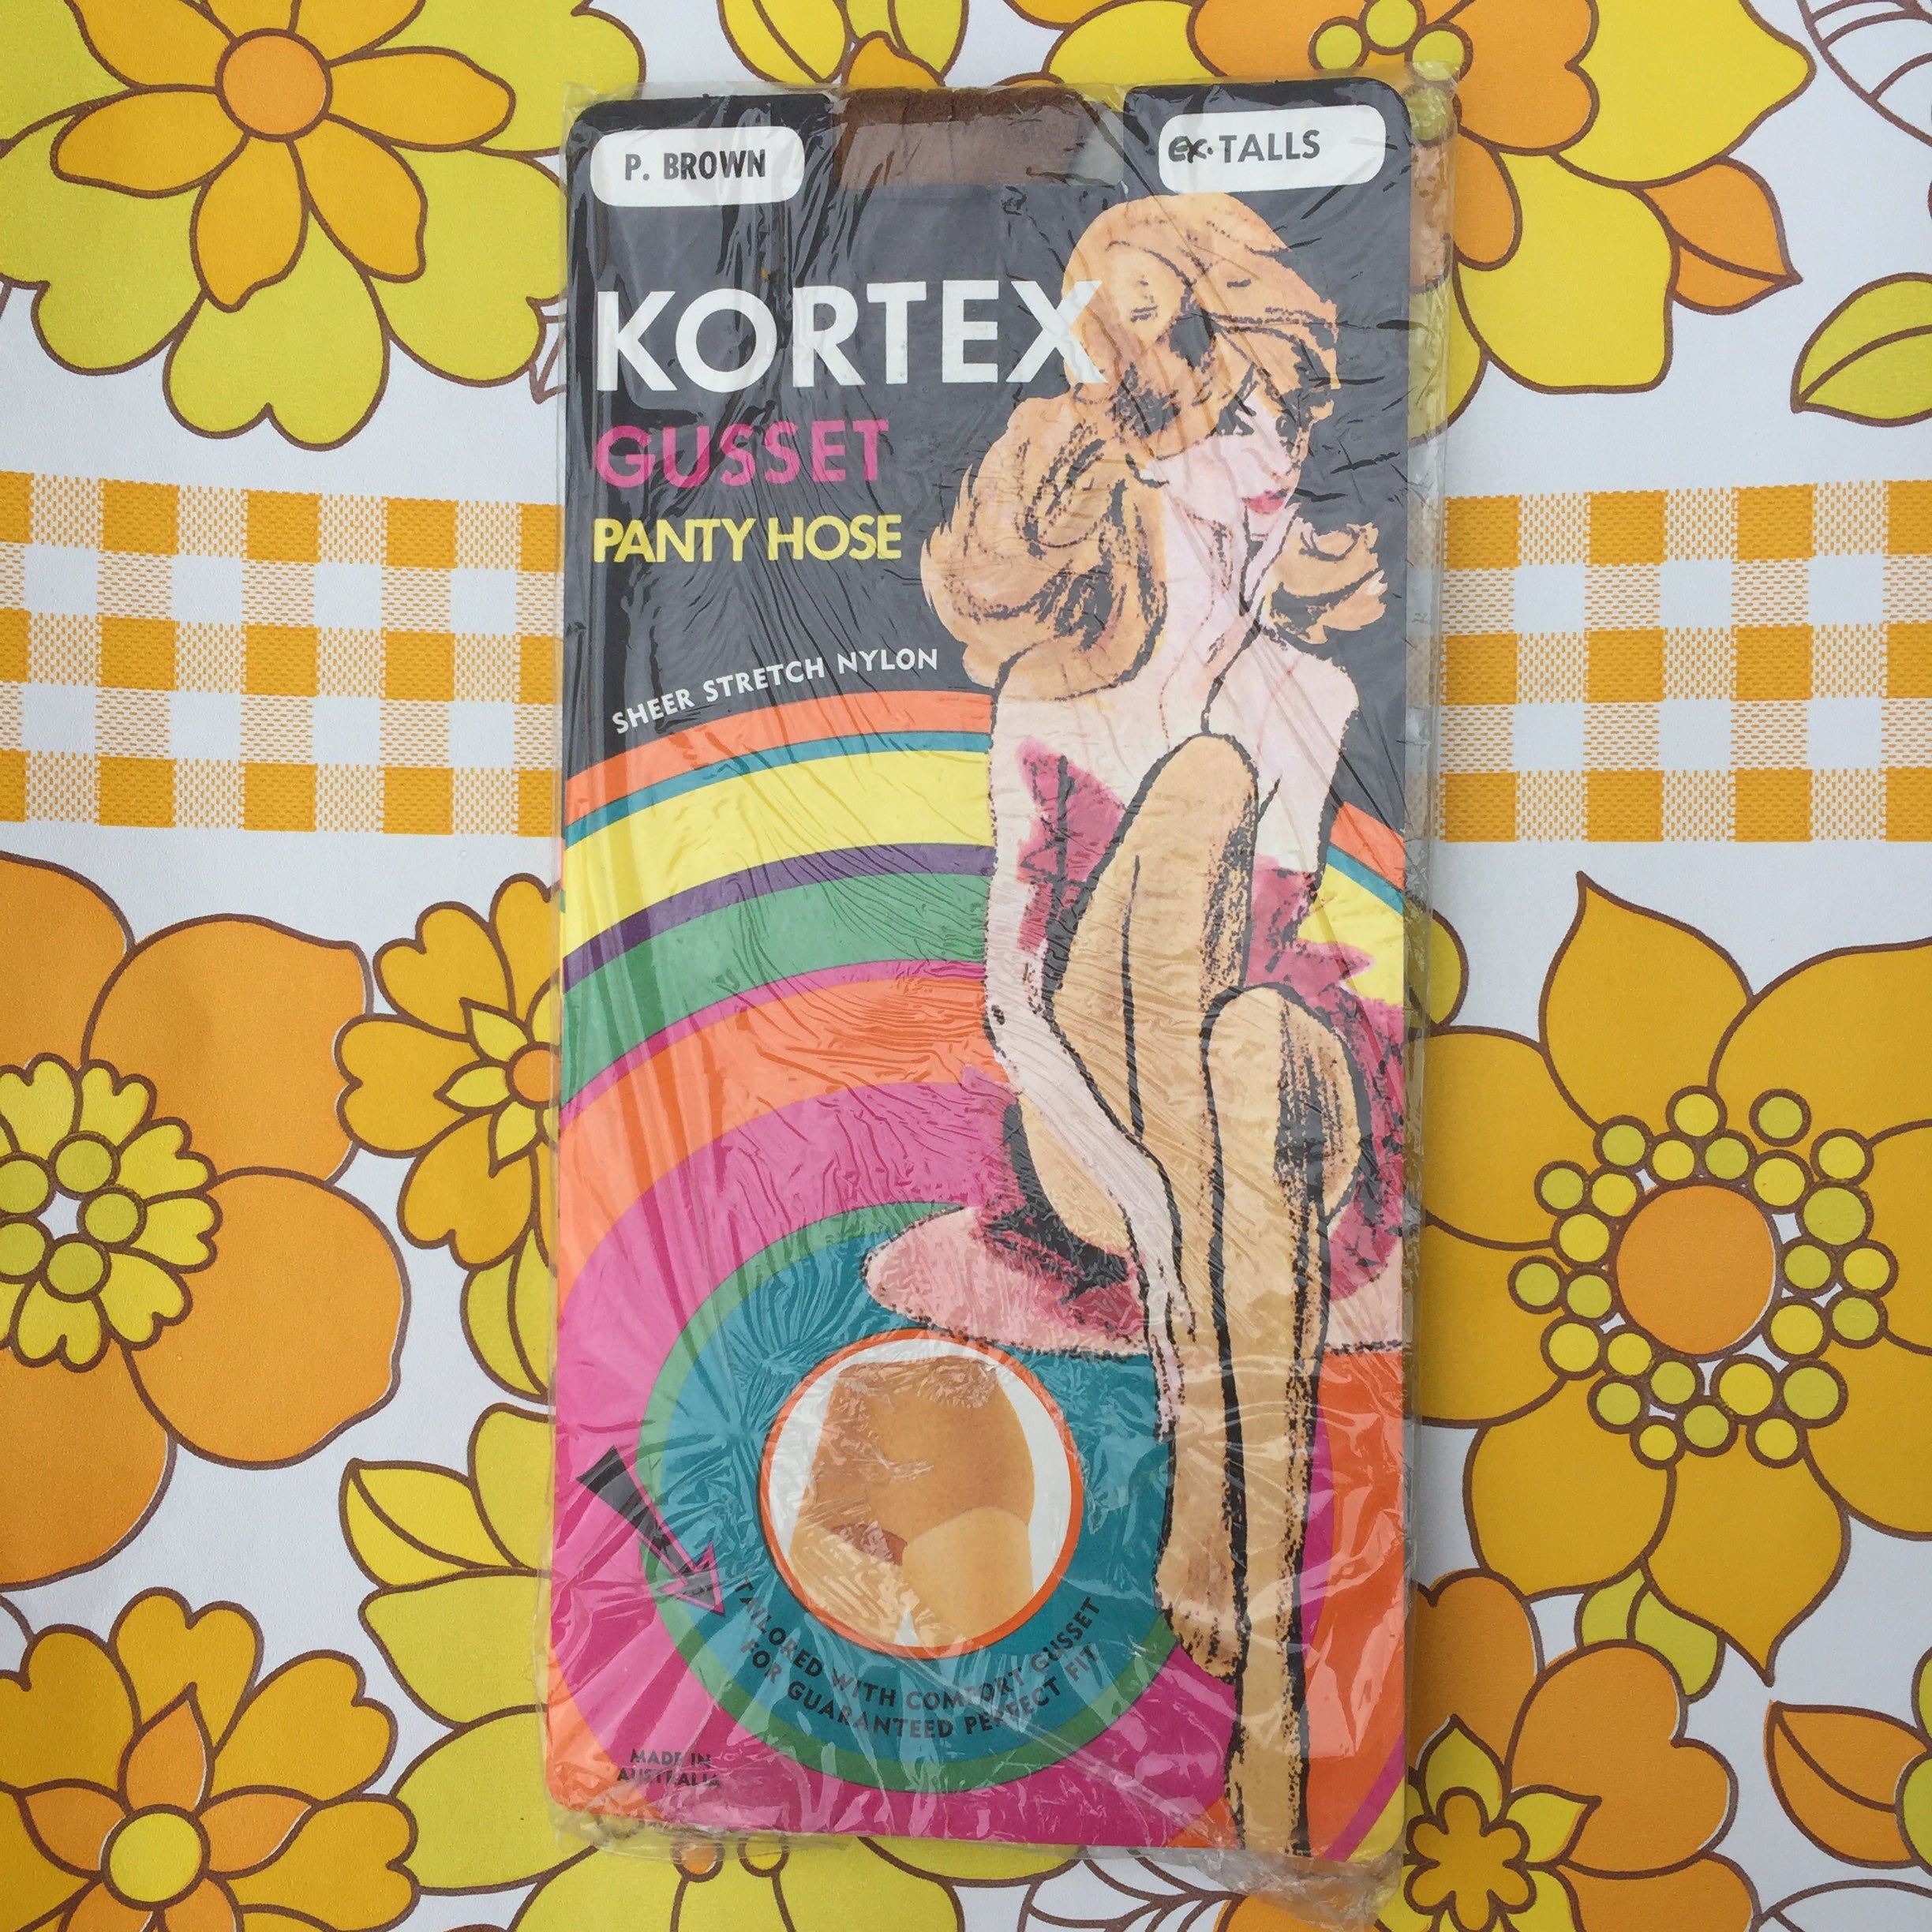 P. BROWN
ex-TALLS
KORTEX
GUSSET
PANTY HOSE
SHEER STRETCH NYLON
TAILORED WITH COMFORT GUSSET
FOR GUARANTEED PERFECT FIT
MADE IN
AUSTRALIA